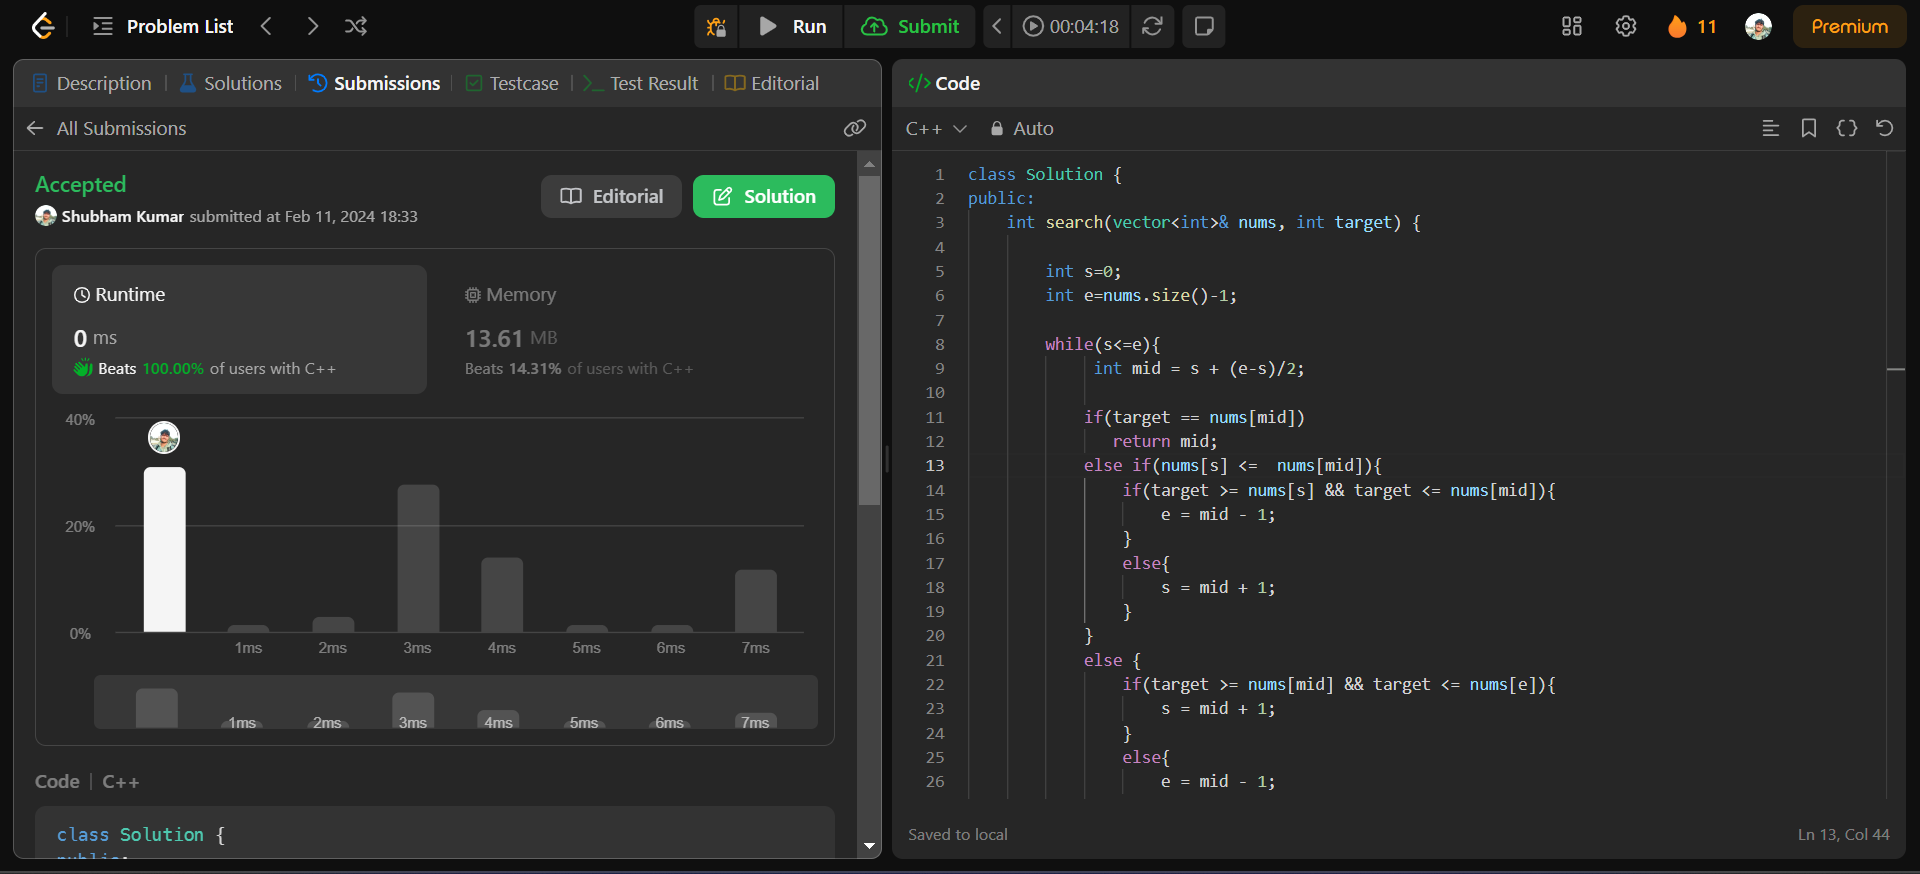 Problem List
Run
Submit
00:04:18
11
Premium
Description
Solutions
Submissions
Testcase
Test Result
Editorial
All Submissions
Accepted
Editorial
Solution
Shubham Kumar submitted at Feb 11, 2024 18:33
Runtime
0 ms
Beats 100.00% of users with C++
Memory
13.61 MB
Beats 14.31% of users with C++
40%
20%
0%
1ms 2ms 3ms 4ms 5ms 6ms 7ms
1ms 2ms 3ms 4ms 5ms 6ms 7ms
Code | C++
class Solution {
public:
</> Code
C++
Auto
1 class Solution {
2 public:
3 int search(vector<int>& nums, int target) {
4
5 int s=0;
6 int e=nums.size()-1;
7
8 while(s<=e){
9 int mid = s + (e-s)/2;
10
11 if(target == nums[mid])
12 return mid;
13 else if(nums[s] <=  nums[mid]){
14 if(target >= nums[s] && target <= nums[mid]){
15 e = mid - 1;
16 }
17 else{
18 s = mid + 1;
19 }
20 }
21 else {
22 if(target >= nums[mid] && target <= nums[e]){
23 s = mid + 1;
24 }
25 else{
26 e = mid - 1;
Saved to local
Ln 13, Col 44